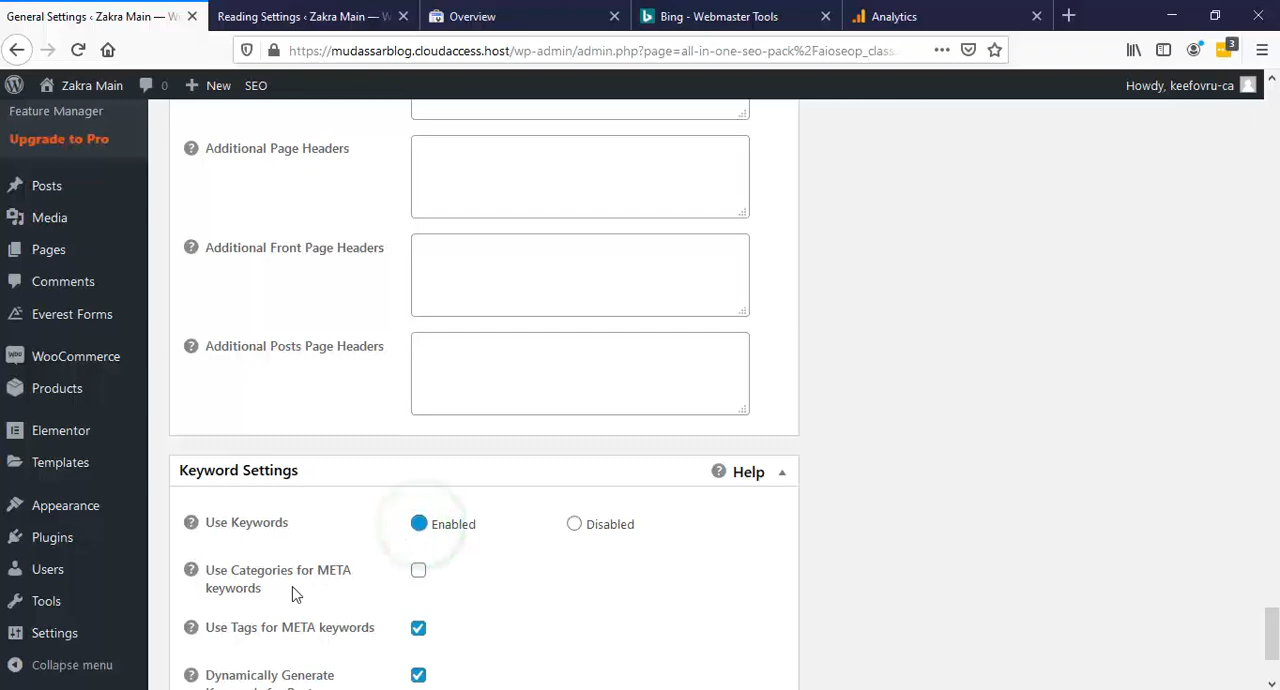 General Settings ‹ Zakra Main — W
Reading Settings ‹ Zakra Main — W
Overview
Bing - Webmaster Tools
Analytics
https://mudassarblog.cloudaccess.host/wp-admin/admin.php?page=all-in-one-seo-pack%2Faioseop_class.
3
Zakra Main
0
New
SEO
Howdy, keefovru-ca
Feature Manager
Upgrade to Pro
Posts
Media
Pages
Comments
Everest Forms
WooCommerce
Products
Elementor
Templates
Appearance
Plugins
Users
Tools
Settings
Collapse menu
Additional Page Headers
Additional Front Page Headers
Additional Posts Page Headers
Keyword Settings
Help
Use Keywords
Enabled
Disabled
Use Categories for META
keywords
Use Tags for META keywords
Dynamically Generate